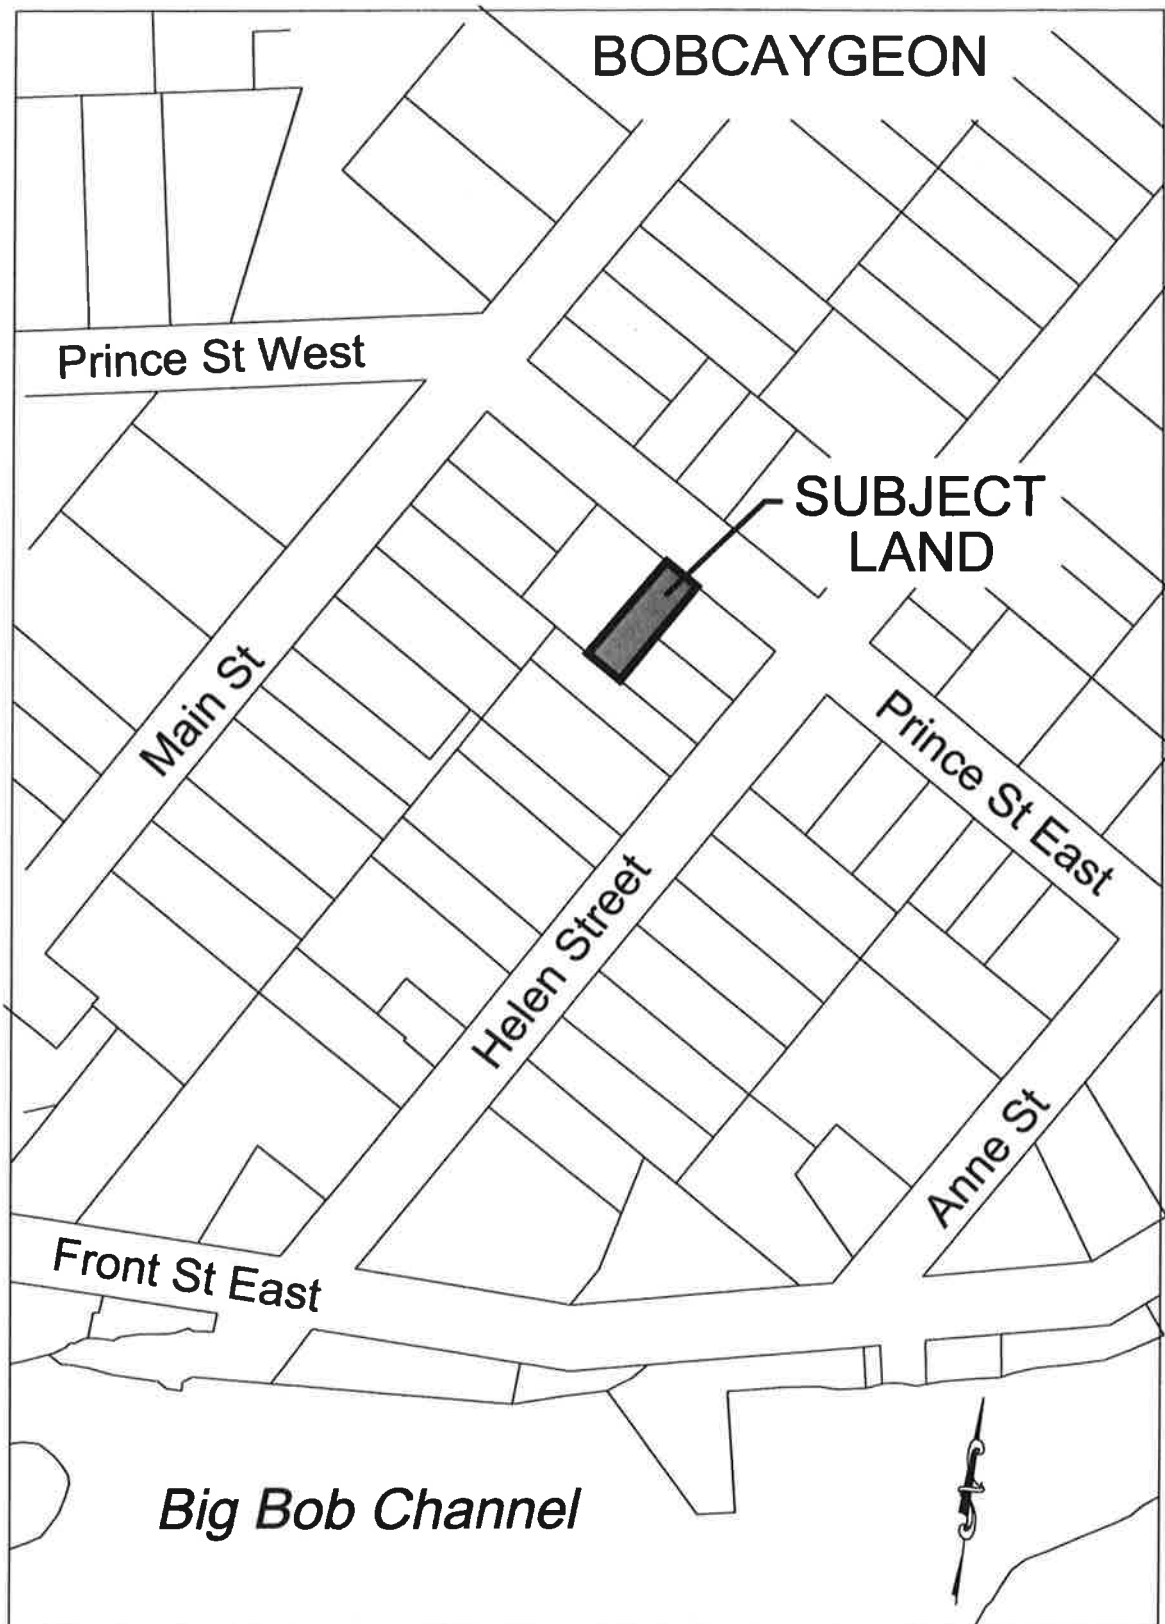 BOBCAYGEON
Prince St West
SUBJECT
LAND
Main St
Prince St East
Helen Street
Anne St
Front St East
Big Bob Channel